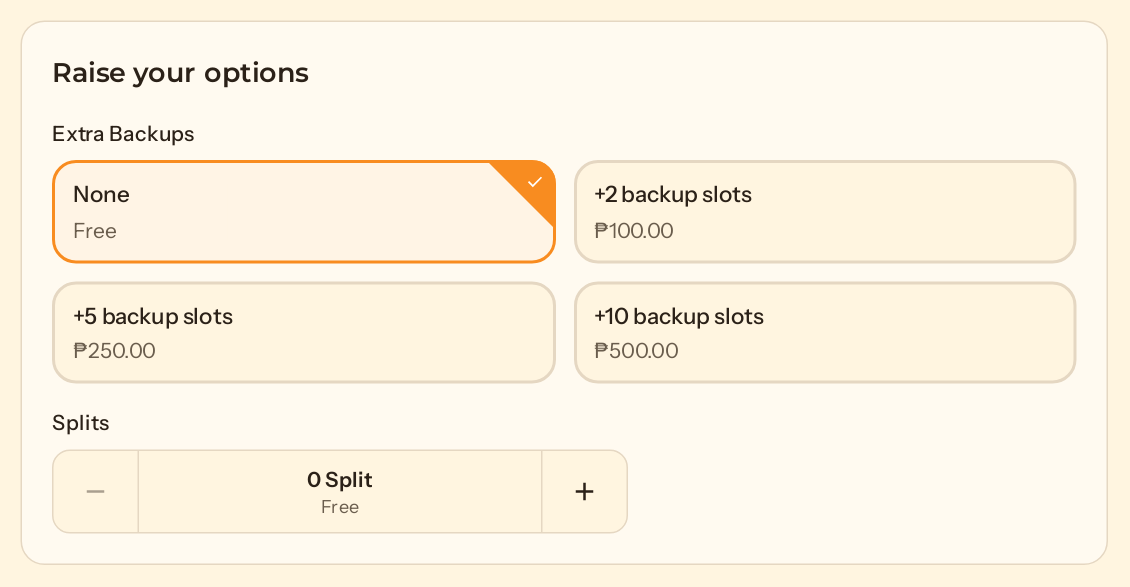 Raise your options
Extra Backups
None
Free
+2 backup slots
₱100.00
+5 backup slots
₱250.00
+10 backup slots
₱500.00
Splits
0 Split
Free